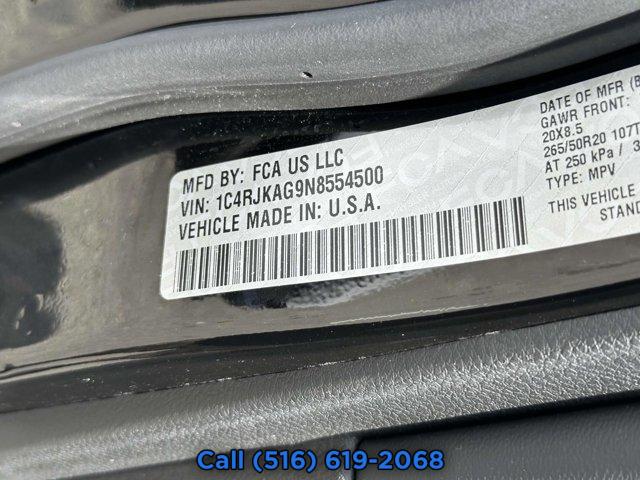 MFD BY: FCA US LLC
VIN: 1C4RJKAG9N8554500
VEHICLE MADE IN: U.S.A.
DATE OF MFR
GAWR FRONT:
20X8.5
265/50R20 107T
AT 250 kPa /
TYPE: MPV
THIS VEHICLE
Call (516) 619-2068